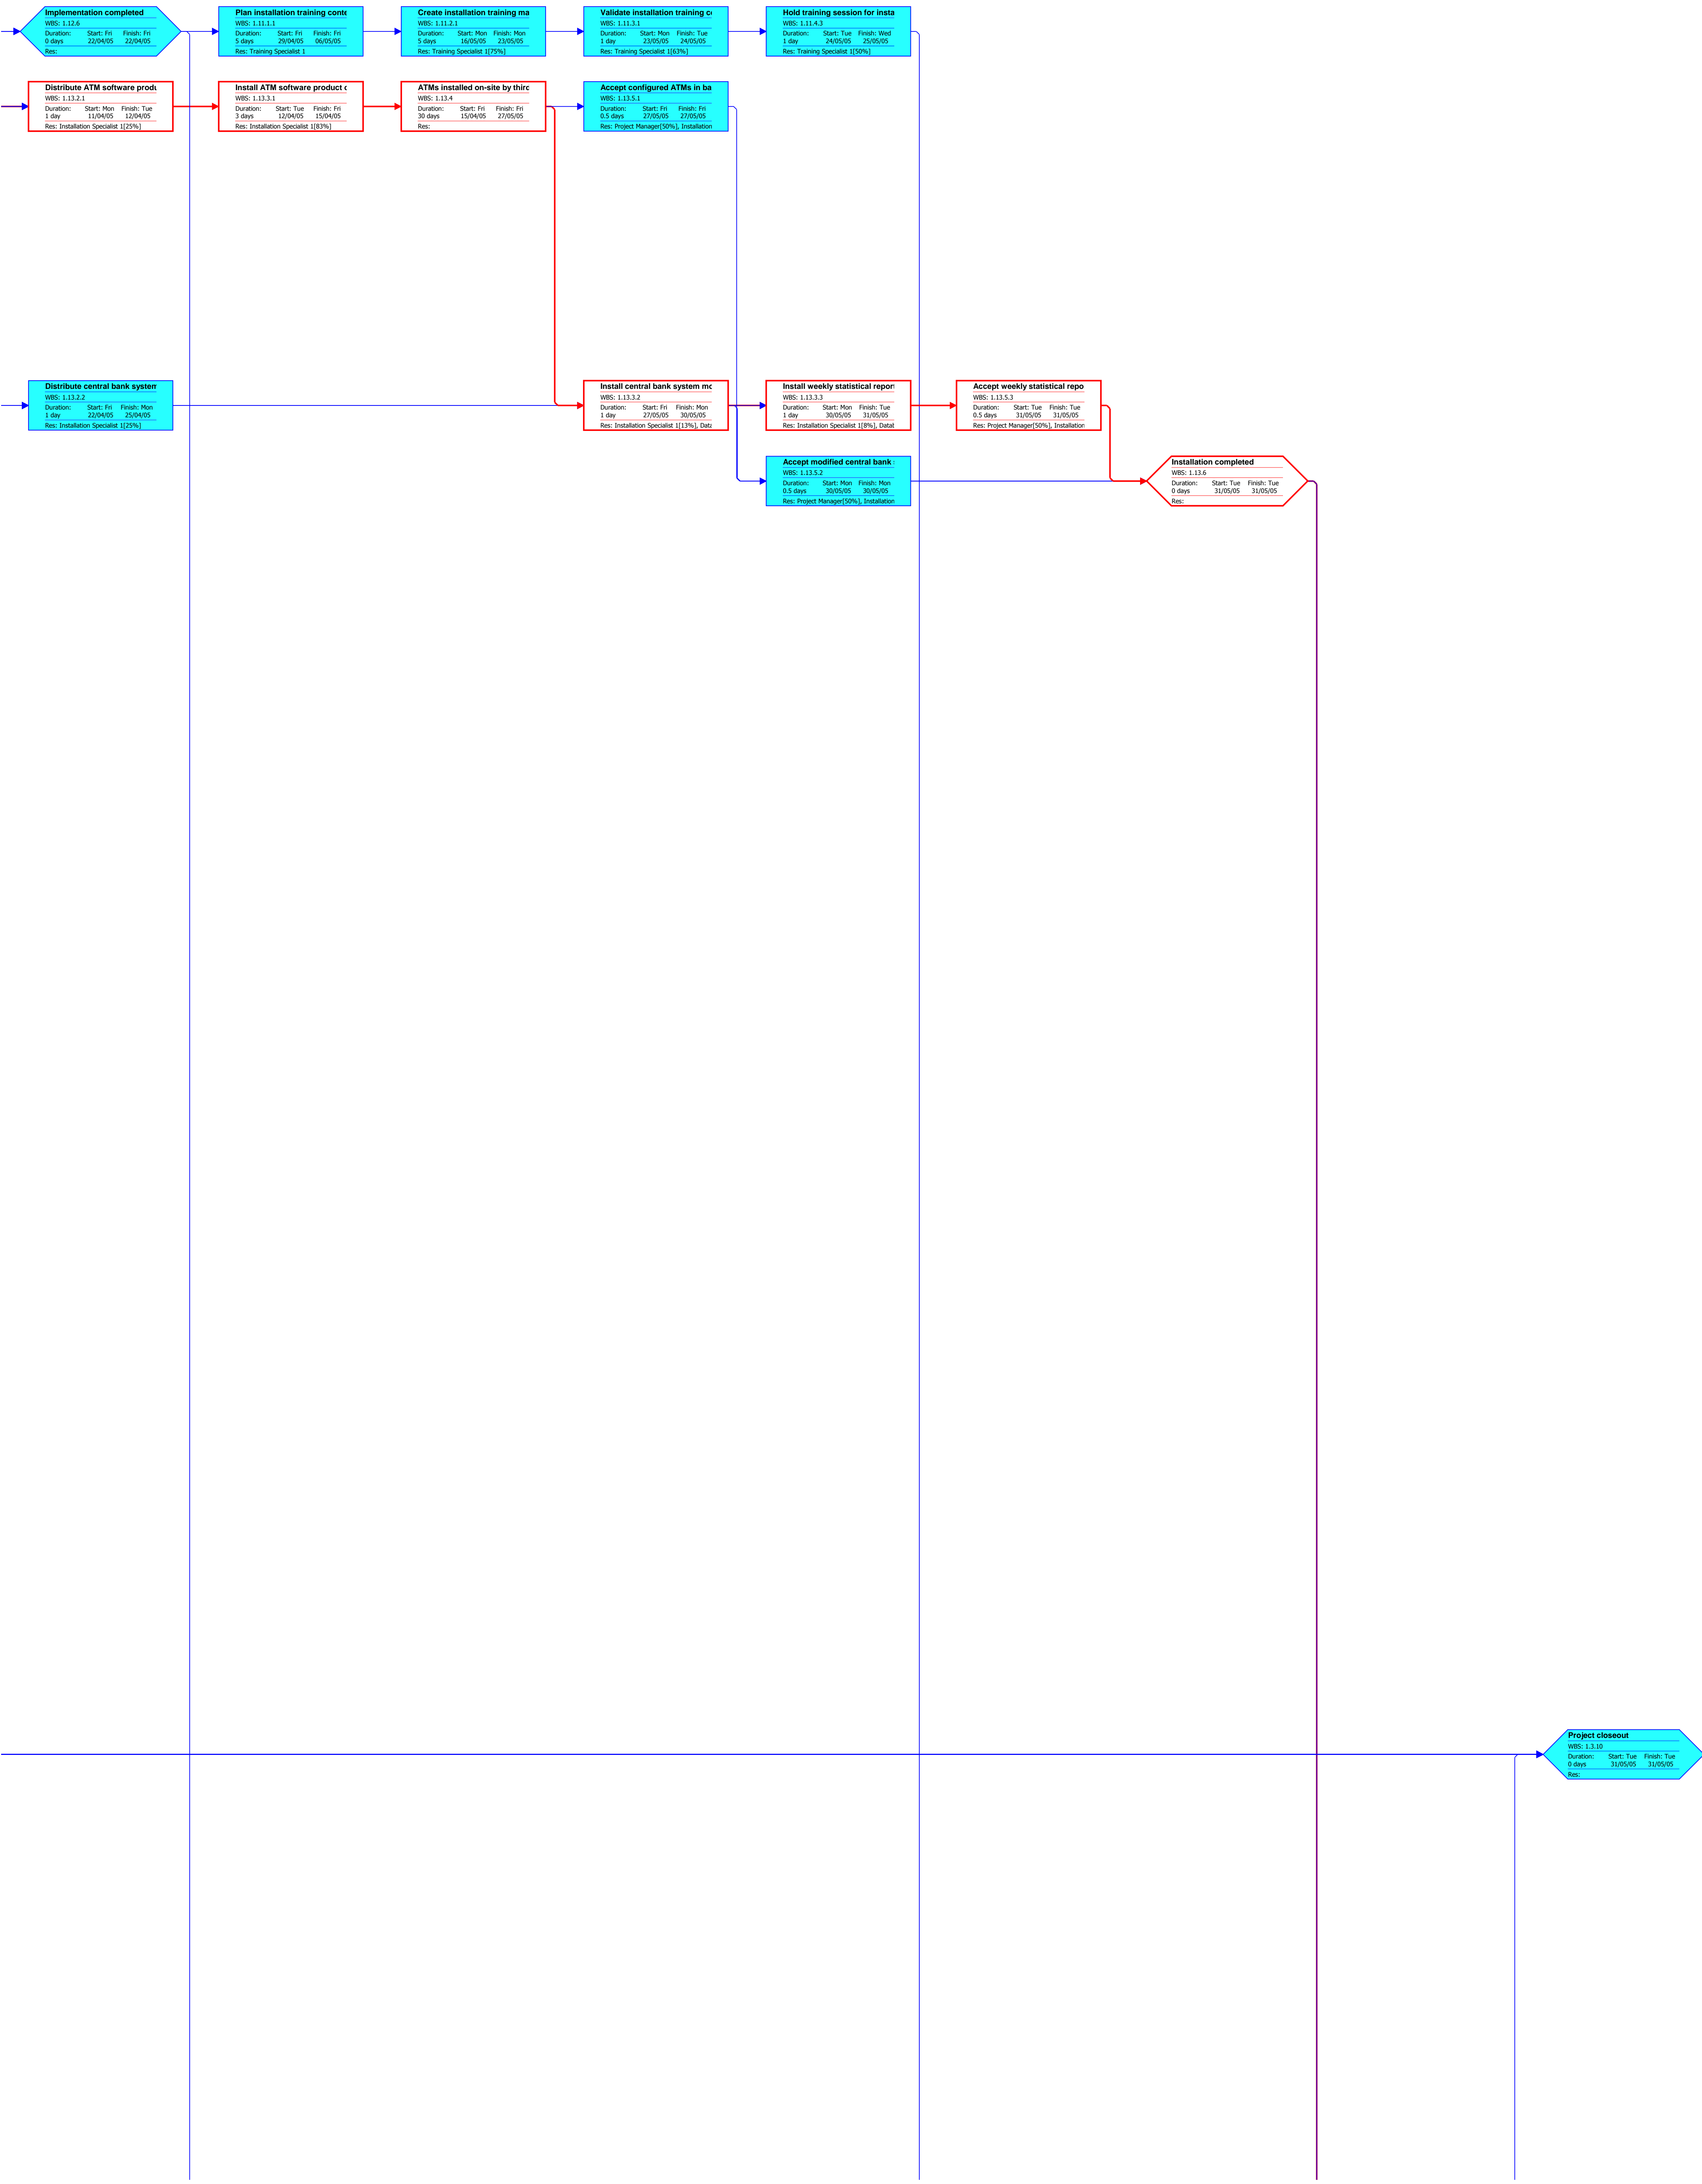 Implementation completed
WBS: 1.12.6
Duration: Start: Fri Finish: Fri
0 days 22/04/05 22/04/05
Res:
Plan installation training conte
WBS: 1.11.1.1
Duration: Start: Fri Finish: Fri
5 days 29/04/05 06/05/05
Res: Training Specialist 1
Create installation training ma
WBS: 1.11.2.1
Duration: Start: Mon Finish: Mon
5 days 16/05/05 23/05/05
Res: Training Specialist 1[75%]
Validate installation training c
WBS: 1.11.3.1
Duration: Start: Mon Finish: Tue
1 day 23/05/05 24/05/05
Res: Training Specialist 1[63%]
Hold training session for insta
WBS: 1.11.4.3
Duration: Start: Tue Finish: Wed
1 day 24/05/05 25/05/05
Res: Training Specialist 1[50%]
Distribute ATM software produ
WBS: 1.13.2.1
Duration: Start: Mon Finish: Tue
1 day 11/04/05 12/04/05
Res: Installation Specialist 1[25%]
Install ATM software product c
WBS: 1.13.3.1
Duration: Start: Tue Finish: Fri
3 days 12/04/05 15/04/05
Res: Installation Specialist 1[83%]
ATMs installed on-site by thirc
WBS: 1.13.4
Duration: Start: Fri Finish: Fri
30 days 15/04/05 27/05/05
Res:
Accept configured ATMs in ba
WBS: 1.13.5.1
Duration: Start: Fri Finish: Fri
0.5 days 27/05/05 27/05/05
Res: Project Manager[50%], Installation
Distribute central bank system
WBS: 1.13.2.2
Duration: Start: Fri Finish: Mon
1 day 22/04/05 25/04/05
Res: Installation Specialist 1[25%]
Install central bank system mc
WBS: 1.13.3.2
Duration: Start: Fri Finish: Mon
1 day 27/05/05 30/05/05
Res: Installation Specialist 1[13%], Data
Install weekly statistical report
WBS: 1.13.3.3
Duration: Start: Mon Finish: Tue
1 day 30/05/05 31/05/05
Res: Installation Specialist 1[8%], Datab
Accept weekly statistical repo
WBS: 1.13.5.3
Duration: Start: Tue Finish: Tue
0.5 days 31/05/05 31/05/05
Res: Project Manager[50%], Installation
Accept modified central bank
WBS: 1.13.5.2
Duration: Start: Mon Finish: Mon
0.5 days 30/05/05 30/05/05
Res: Project Manager[50%], Installation
Installation completed
WBS: 1.13.6
Duration: Start: Tue Finish: Tue
0 days 31/05/05 31/05/05
Res:
Project closeout
WBS: 1.3.10
Duration: Start: Tue Finish: Tue
0 days 31/05/05 31/05/05
Res: